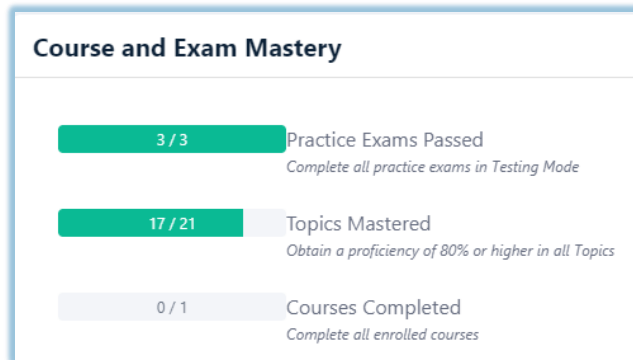 Course and Exam Mastery
3 / 3
Practice Exams Passed
Complete all practice exams in Testing Mode
17 / 21
Topics Mastered
Obtain a proficiency of 80% or higher in all Topics
0 / 1
Courses Completed
Complete all enrolled courses